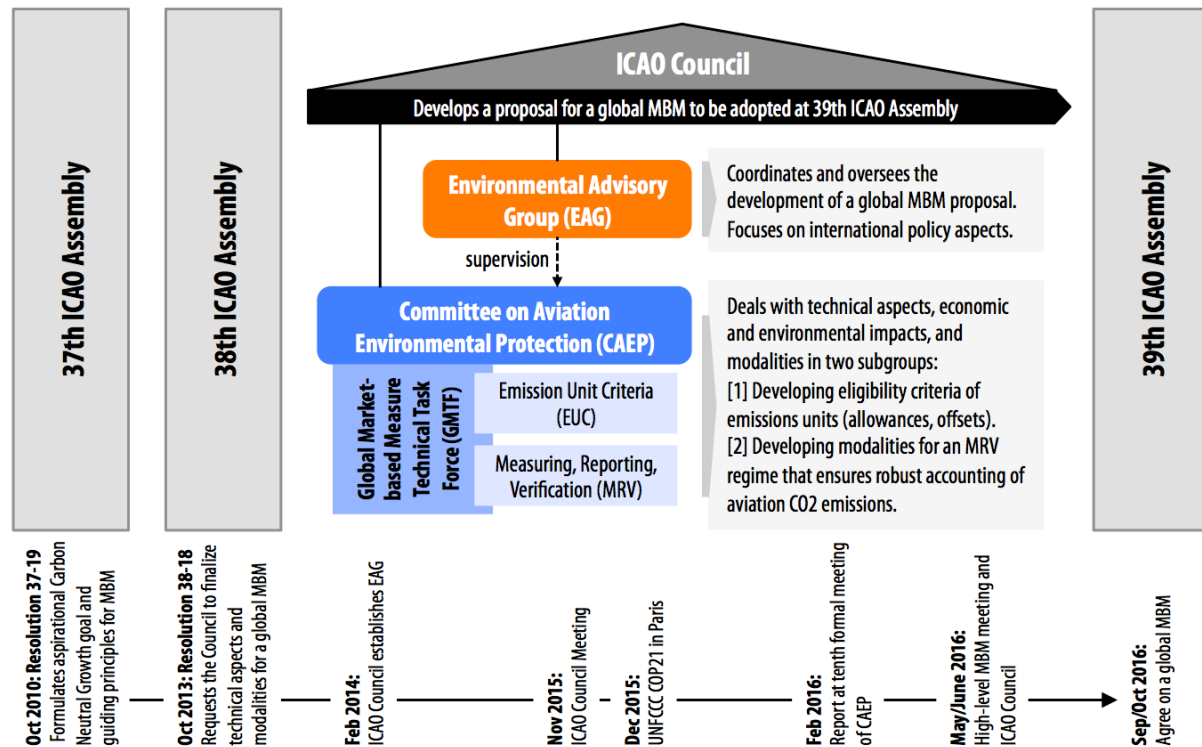 37th ICAO Assembly
38th ICAO Assembly
ICAO Council
Develops a proposal for a global MBM to be adopted at 39th ICAO Assembly
Environmental Advisory
Group (EAG)
Coordinates and oversees the
development of a global MBM proposal.
Focuses on international policy aspects.
supervision
Committee on Aviation
Environmental Protection (CAEP)
Global Market-
based Measure
Technical Task
Force (GMTF)
Emission Unit Criteria
(EUC)
Measuring, Reporting,
Verification (MRV)
Deals with technical aspects, economic
and environmental impacts, and
modalities in two subgroups:
[1] Developing eligibility criteria of
emissions units (allowances, offsets).
[2] Developing modalities for an MRV
regime that ensures robust accounting of
aviation CO2 emissions.
39th ICAO Assembly
Oct 2010: Resolution 37-19
Formulates aspirational Carbon
Neutral Growth goal and
guiding principles for MBM
Oct 2013: Resolution 38-18
Requests the Council to finalize
technical aspects and
modalities for a global MBM
Feb 2014:
ICAO Council establishes EAG
Nov 2015:
ICAO Council Meeting
Dec 2015:
UNFCCC COP21 in Paris
Feb 2016:
Report at tenth formal meeting
of CAEP
May/June 2016:
High-level MBM meeting and
ICAO Council
Sep/Oct 2016:
Agree on a global MBM